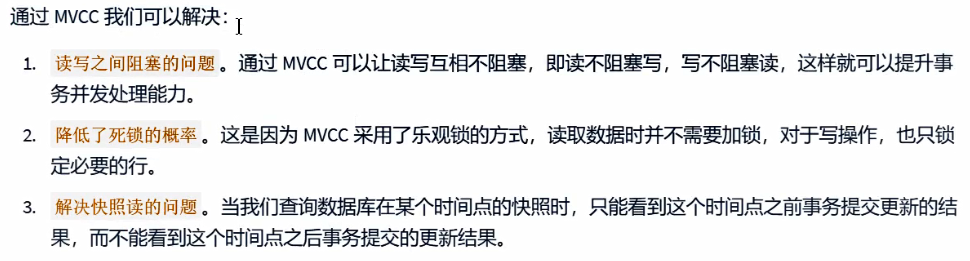 通过 MVCC 我们可以解决：
1. 读写之间阻塞的问题。通过 MVCC 可以让读写互相不阻塞，即读不阻塞写，写不阻塞读，这样就可以提升事
务并发处理能力。
2. 降低了死锁的概率。这是因为 MVCC 采用了乐观锁的方式，读取数据时并不需要加锁，对于写操作，也只锁
定必要的行。
3. 解决快照读的问题。当我们查询数据库在某个时间点的快照时，只能看到这个时间点之前事务提交更新的结
果，而不能看到这个时间点之后事务提交的更新结果。